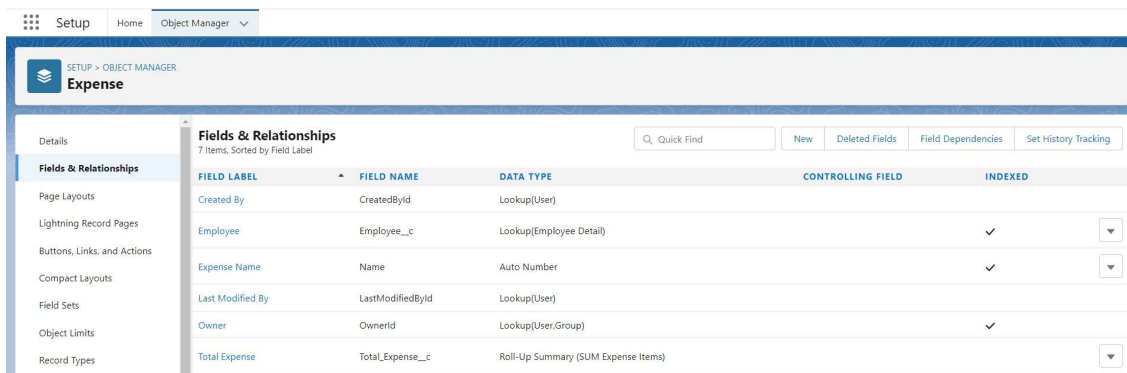 Setup Home Object Manager
SETUP > OBJECT MANAGER
Expense
Details
Fields & Relationships
Page Layouts
Lightning Record Pages
Buttons, Links, and Actions
Compact Layouts
Field Sets
Object Limits
Record Types
Fields & Relationships
7 Items, Sorted by Field Label
Quick Find New Deleted Fields Field Dependencies Set History Tracking
FIELD LABEL FIELD NAME DATA TYPE CONTROLLING FIELD INDEXED
Created By CreatedById Lookup(User)
Employee Employee__c Lookup(Employee Detail)
Expense Name Name Auto Number
Last Modified By LastModifiedById Lookup(User)
Owner OwnerId Lookup(User,Group)
Total Expense Total_Expense__c Roll-Up Summary (SUM Expense Items)